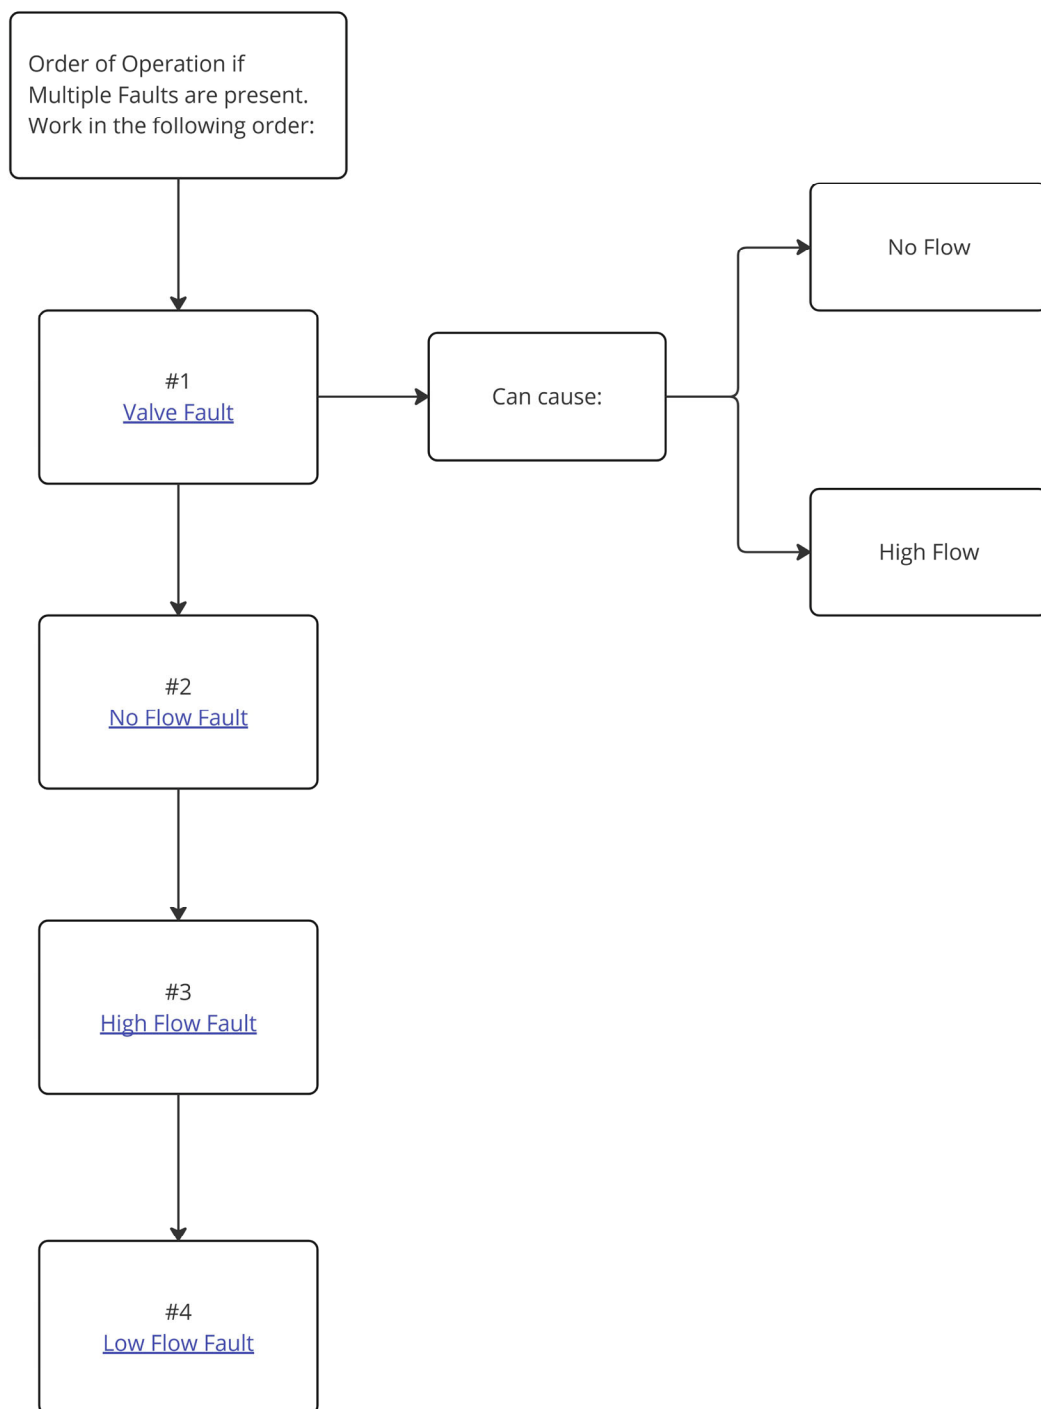 Order of Operation if
Multiple Faults are present.
Work in the following order:
No Flow
#1
Valve Fault
Can cause:
High Flow
#2
No Flow Fault
#3
High Flow Fault
#4
Low Flow Fault